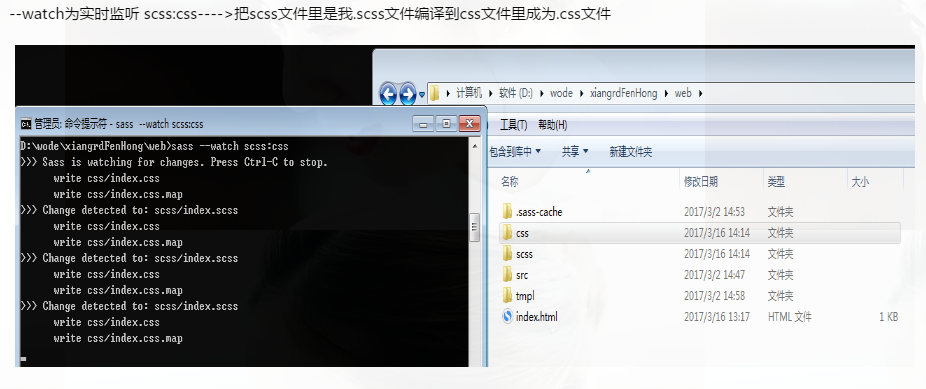 --watch为实时监听 scss:css---->把scss文件里是我.scss文件编译到css文件里成为.css文件
计算机 软件 (D:) wode xiangrdFenHong web
管理员: 命令提示符 - sass --watch scss:css
工具(T) 帮助(H)
包含到库中 共享 新建文件夹
名称 修改日期 类型 大小
.sass-cache 2017/3/2 14:53 文件夹
css 2017/3/16 14:14 文件夹
scss 2017/3/16 14:14 文件夹
src 2017/3/2 14:47 文件夹
tmpl 2017/3/2 14:58 文件夹
index.html 2017/3/16 13:17 HTML 文件 1 KB
D:\wode\xiangrdFenHong\web>sass --watch scss:css
>>> Sass is watching for changes. Press Ctrl-C to stop.
write css/index.css
write css/index.css.map
>>> Change detected to: scss/index.scss
write css/index.css
write css/index.css.map
>>> Change detected to: scss/index.scss
write css/index.css
write css/index.css.map
>>> Change detected to: scss/index.scss
write css/index.css
write css/index.css.map